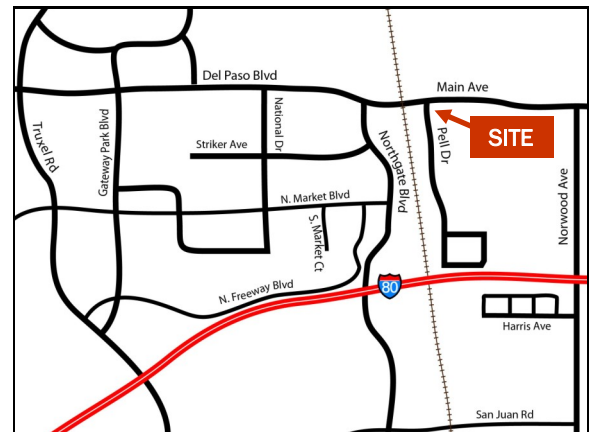 Del Paso Blvd
Main Ave
SITE
Truxel Rd
Gateway Park Blvd
National Dr
Striker Ave
Northgate Blvd
Pell Dr
Norwood Ave
N. Market Blvd
S. Market Ct
N. Freeway Blvd
80
Harris Ave
San Juan Rd